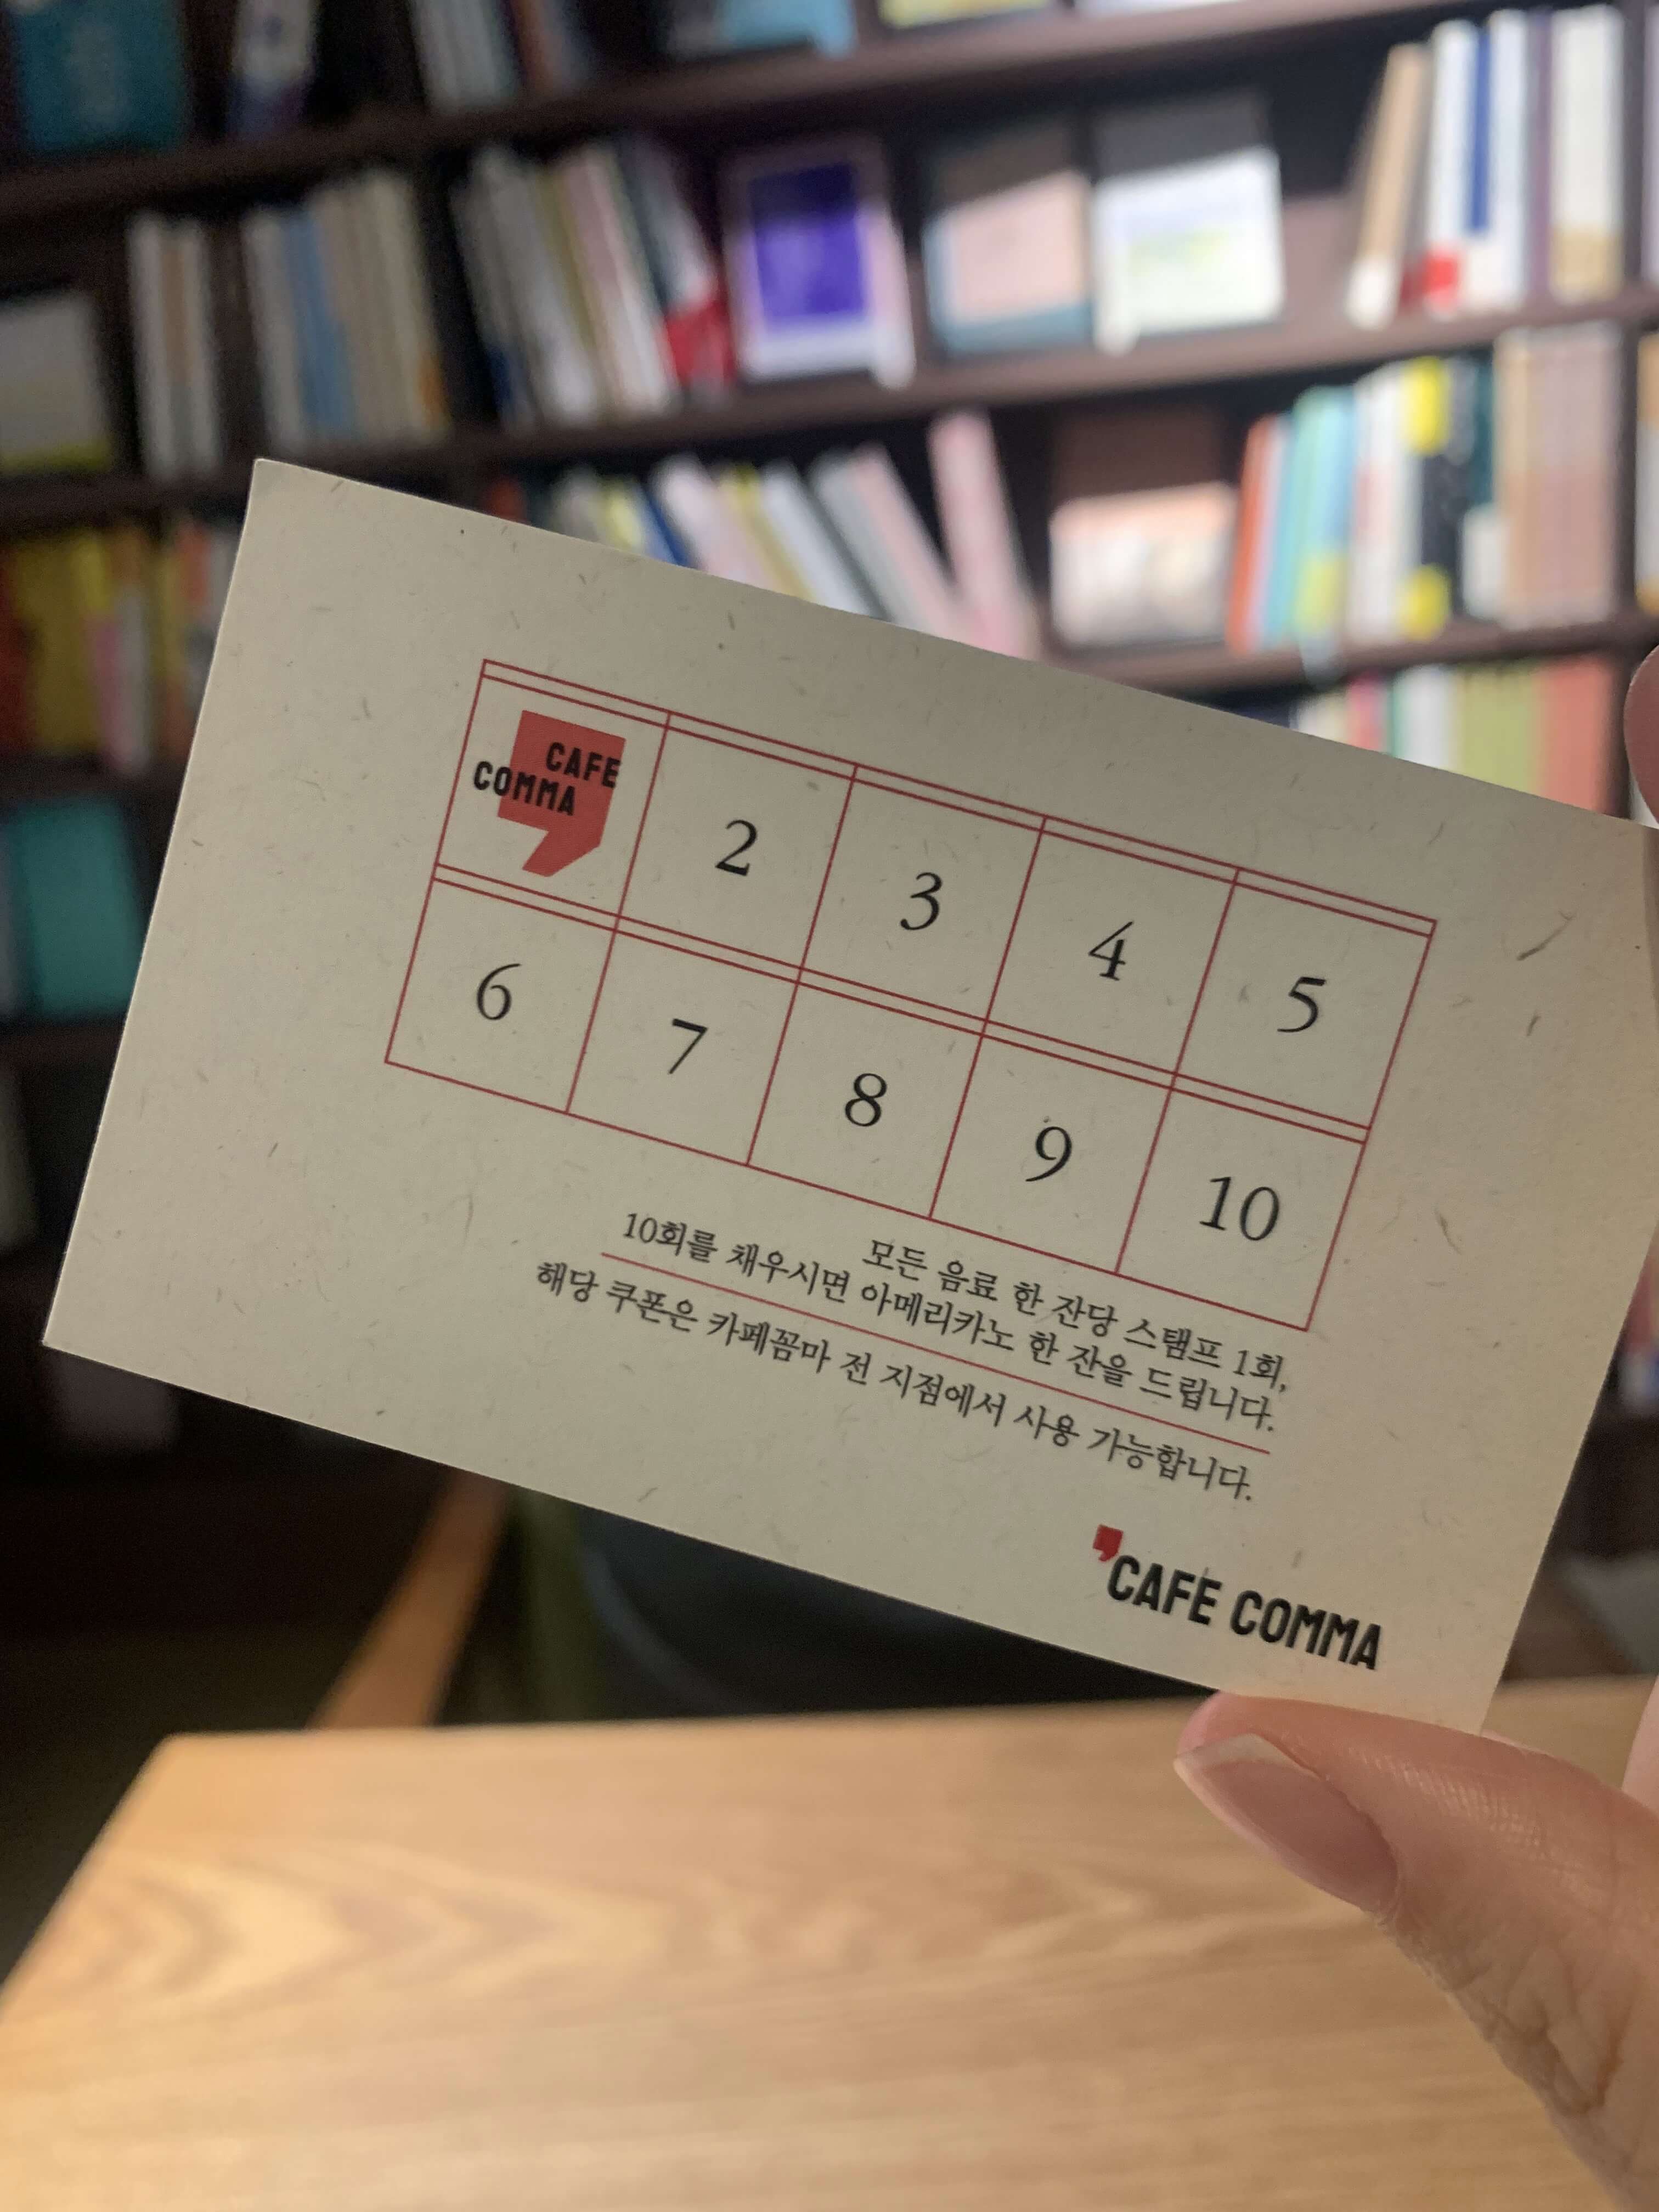 CAFE
COMMA
2
3
4
5
6
7
8
9
10
모든 음료 한 잔당 스탬프 1회,
10회를 채우시면 아메리카노 한 잔을 드립니다.
해당 쿠폰은 카페꼼마 전 지점에서 사용 가능합니다.
CAFE COMMA